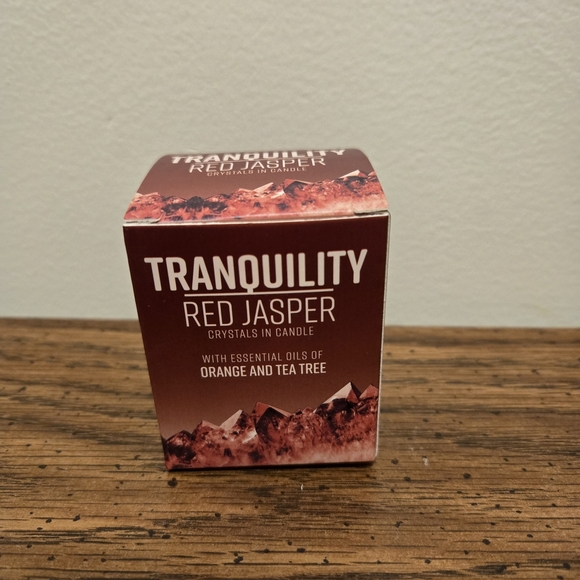 TRANQUILITY
RED JASPER
CRYSTALS IN CANDLE
TRANQUILITY
RED JASPER
CRYSTALS IN CANDLE
WITH ESSENTIAL OILS OF
ORANGE AND TEA TREE